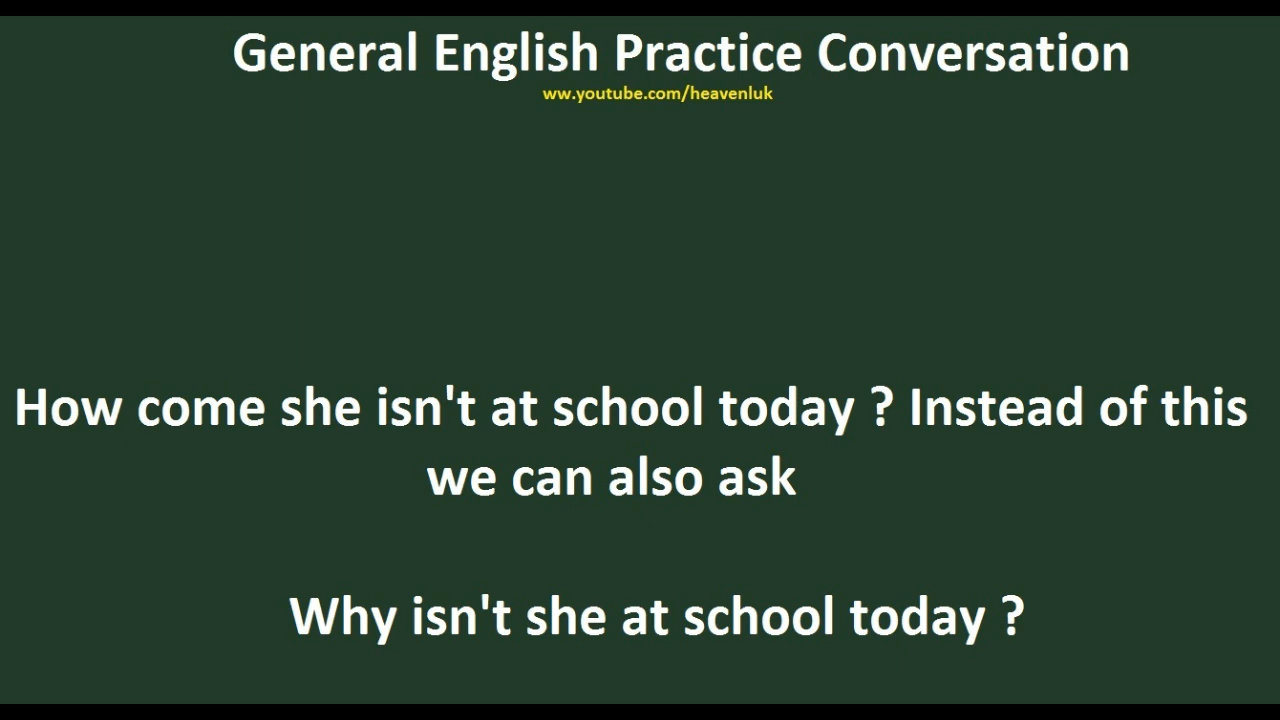 General English Practice Conversation
ww.youtube.com/heavenluk
How come she isn't at school today ? Instead of this
we can also ask
Why isn't she at school today ?